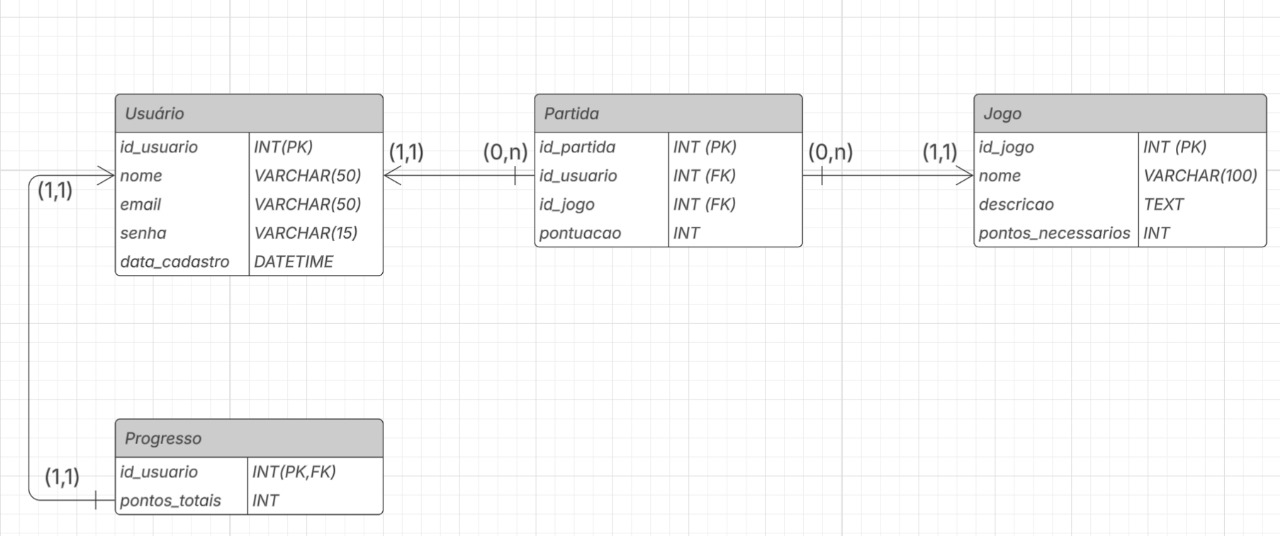 Usuário
id_usuario INT(PK)
nome VARCHAR(50)
email VARCHAR(50)
senha VARCHAR(15)
data_cadastro DATETIME
(1,1)
(0,n)
Partida
id_partida INT (PK)
id_usuario INT (FK)
id_jogo INT (FK)
pontuacao INT
(0,n)
(1,1)
Jogo
id_jogo INT (PK)
nome VARCHAR(100)
descricao TEXT
pontos_necessarios INT
(1,1)
(1,1)
Progresso
id_usuario INT(PK,FK)
pontos_totais INT